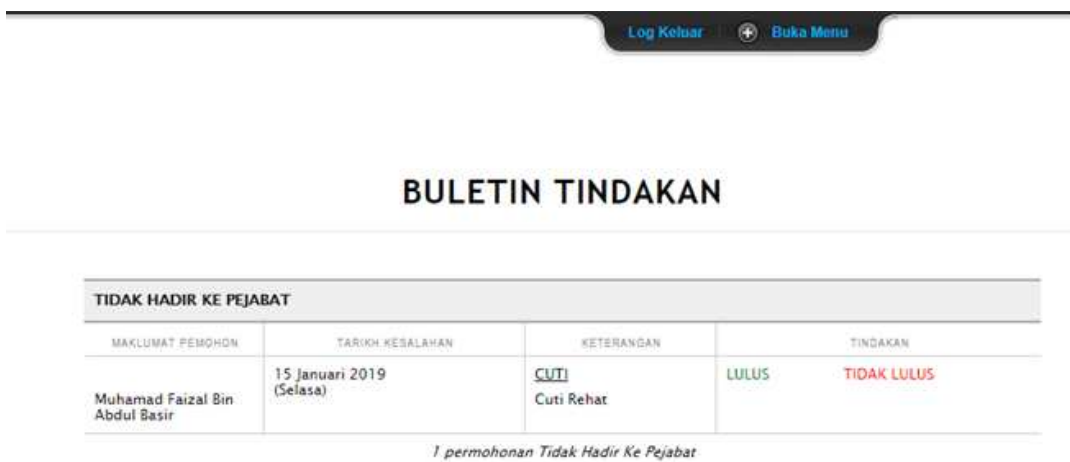 Log Keluar Buka Menu
BULETIN TINDAKAN
TIDAK HADIR KE PEJABAT
MAKLUMAT PEMOHON TARIKH KESALAHAN KETERANGAN TINDAKAN
15 Januari 2019 CUTI LULUS TIDAK LULUS
(Selasa)
Muhamad Faizal Bin Cuti Rehat
Abdul Basir
1 permohonan Tidak Hadir Ke Pejabat